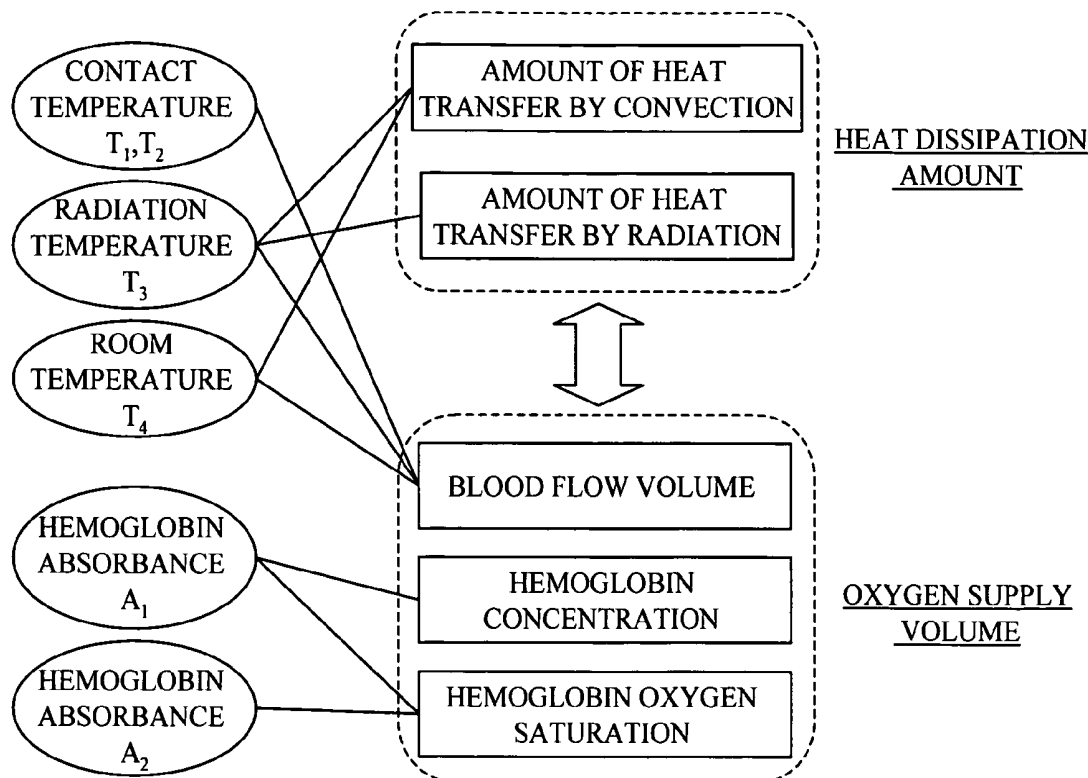 CONTACT
TEMPERATURE
T₁,T₂
RADIATION
TEMPERATURE
T₃
ROOM
TEMPERATURE
T₄
HEMOGLOBIN
ABSORBANCE
A₁
HEMOGLOBIN
ABSORBANCE
A₂
AMOUNT OF HEAT
TRANSFER BY CONVECTION
AMOUNT OF HEAT
TRANSFER BY RADIATION
HEAT DISSIPATION
AMOUNT
BLOOD FLOW VOLUME
HEMOGLOBIN
CONCENTRATION
HEMOGLOBIN OXYGEN
SATURATION
OXYGEN SUPPLY
VOLUME